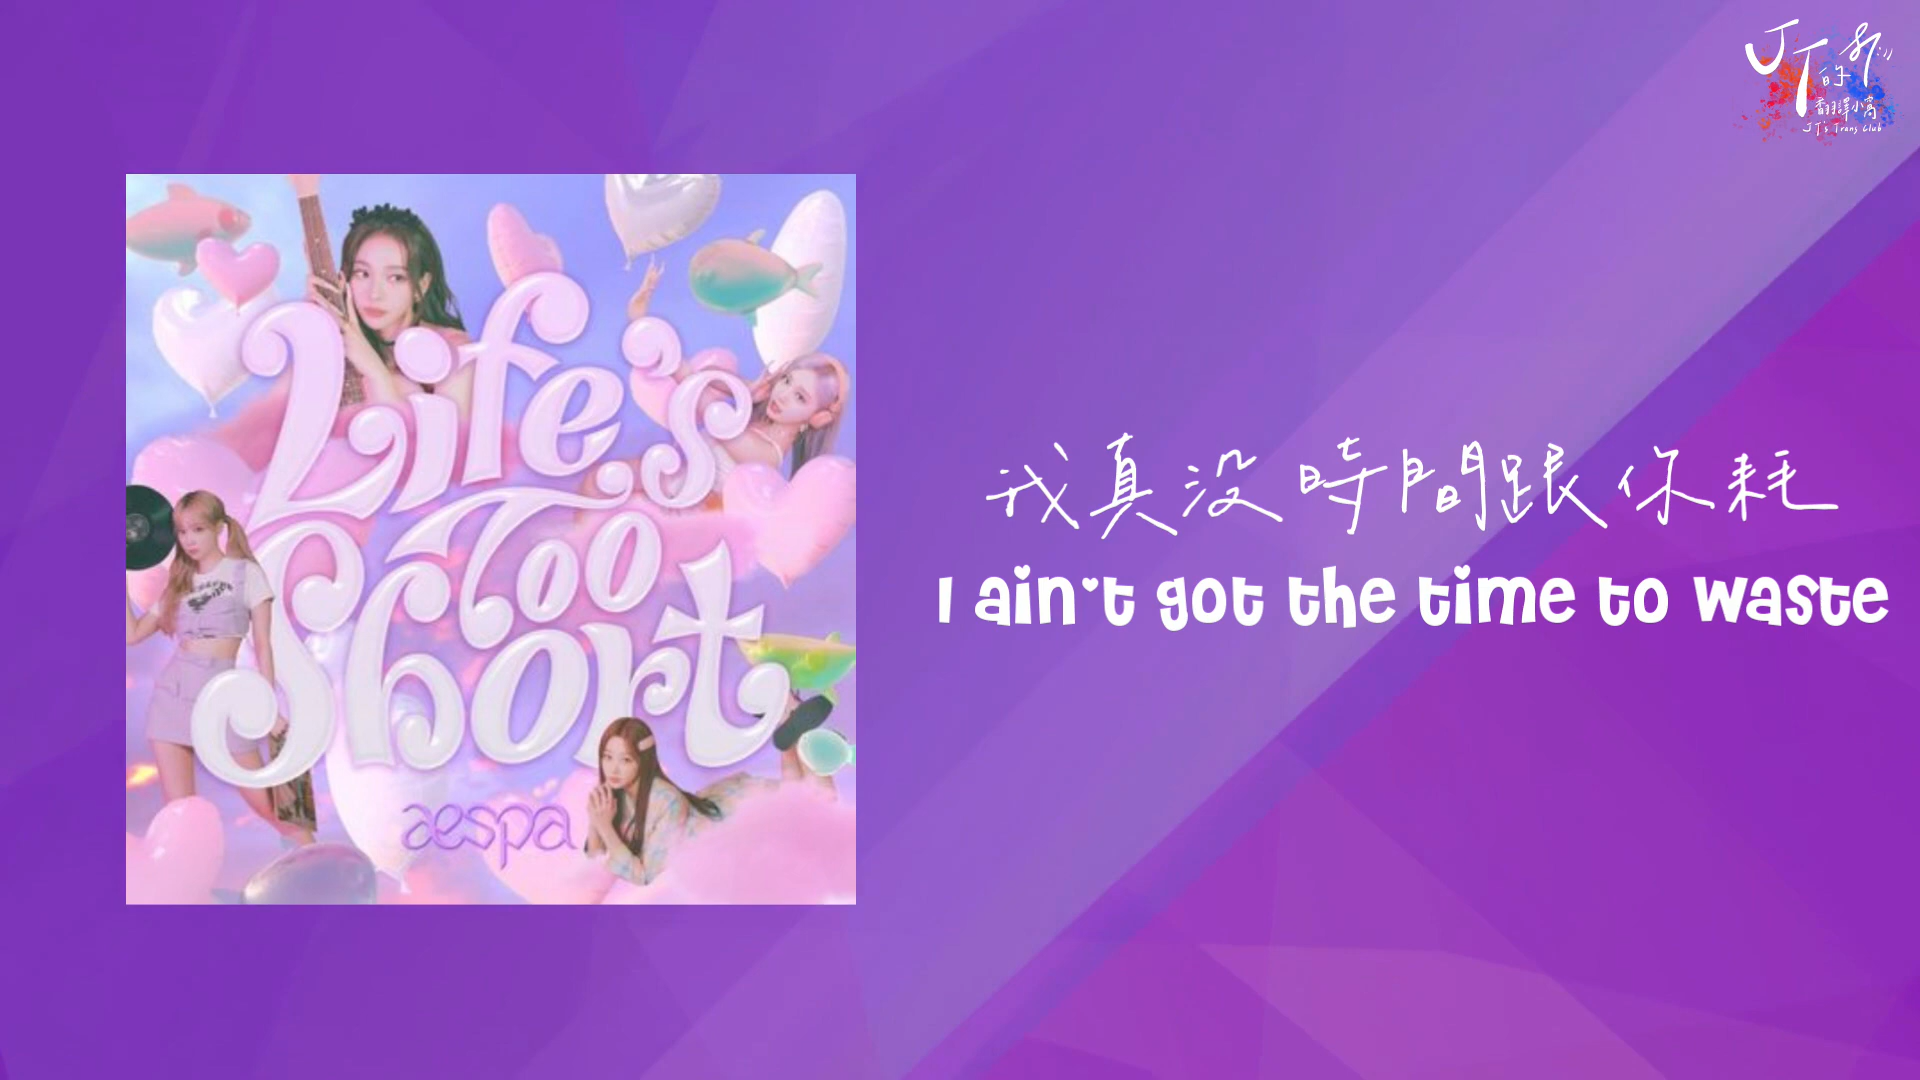 JT的
翻譯小窩
JT's Trans Club
Life's
Too
Short
aespa
我真沒時間跟你耗
I ain't got the time to waste